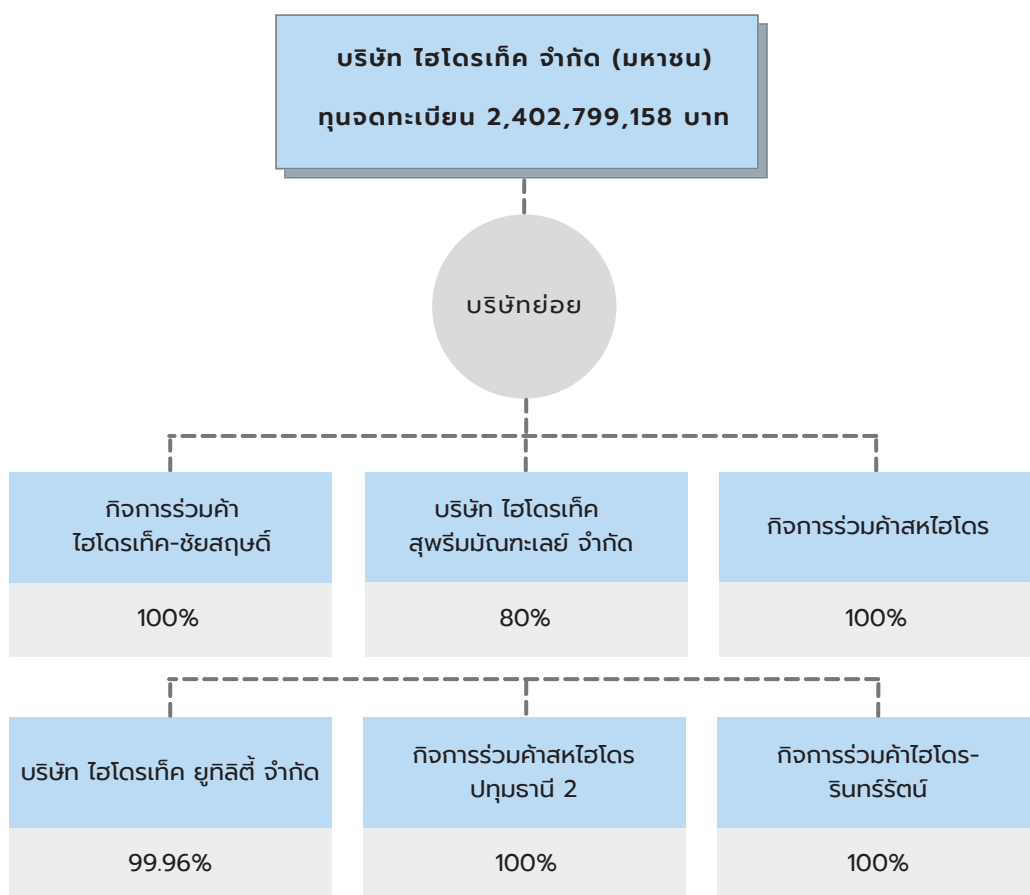 บริษัท ไฮโดรเท็ค จำกัด (มหาชน)
ทุนจดทะเบียน 2,402,799,158 บาท
บริษัทย่อย
กิจการร่วมค้า
ไฮโดรเท็ค-ชัยสฤษดิ์
100%
บริษัท ไฮโดรเท็ค
สุพรีมมัณฑะเลย์ จำกัด
80%
กิจการร่วมค้าสหไฮโดร
100%
บริษัท ไฮโดรเท็ค ยูทิลิตี้ จำกัด
99.96%
กิจการร่วมค้าสหไฮโดร
ปทุมธานี 2
100%
กิจการร่วมค้าไฮโดร-
รินทร์รัตน์
100%